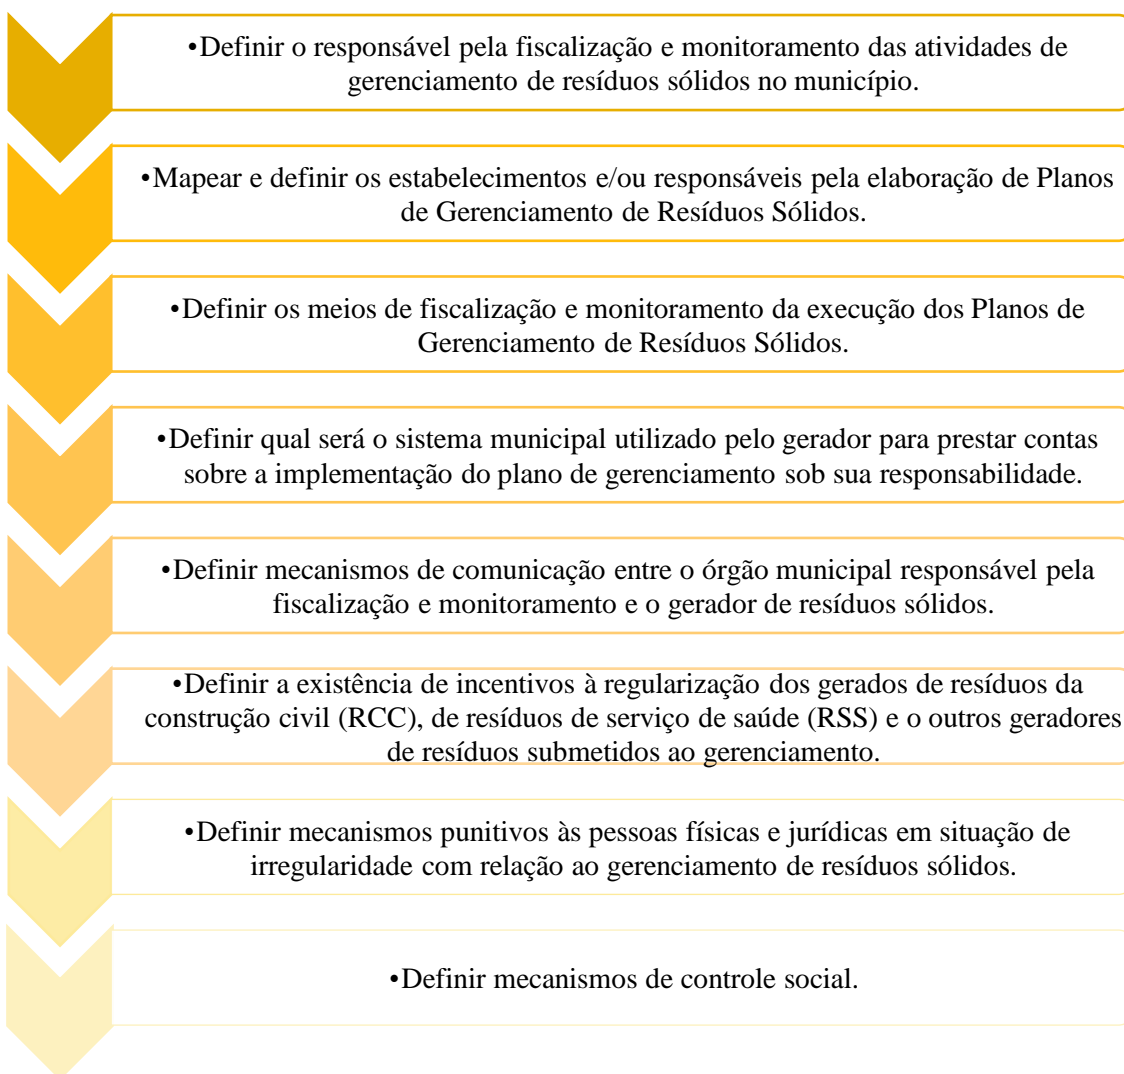 •Definir o responsável pela fiscalização e monitoramento das atividades de
gerenciamento de resíduos sólidos no município.
•Mapear e definir os estabelecimentos e/ou responsáveis pela elaboração de Planos
de Gerenciamento de Resíduos Sólidos.
•Definir os meios de fiscalização e monitoramento da execução dos Planos de
Gerenciamento de Resíduos Sólidos.
•Definir qual será o sistema municipal utilizado pelo gerador para prestar contas
sobre a implementação do plano de gerenciamento sob sua responsabilidade.
•Definir mecanismos de comunicação entre o órgão municipal responsável pela
fiscalização e monitoramento e o gerador de resíduos sólidos.
•Definir a existência de incentivos à regularização dos gerados de resíduos da
construção civil (RCC), de resíduos de serviço de saúde (RSS) e o outros geradores
de resíduos submetidos ao gerenciamento.
•Definir mecanismos punitivos às pessoas físicas e jurídicas em situação de
irregularidade com relação ao gerenciamento de resíduos sólidos.
•Definir mecanismos de controle social.